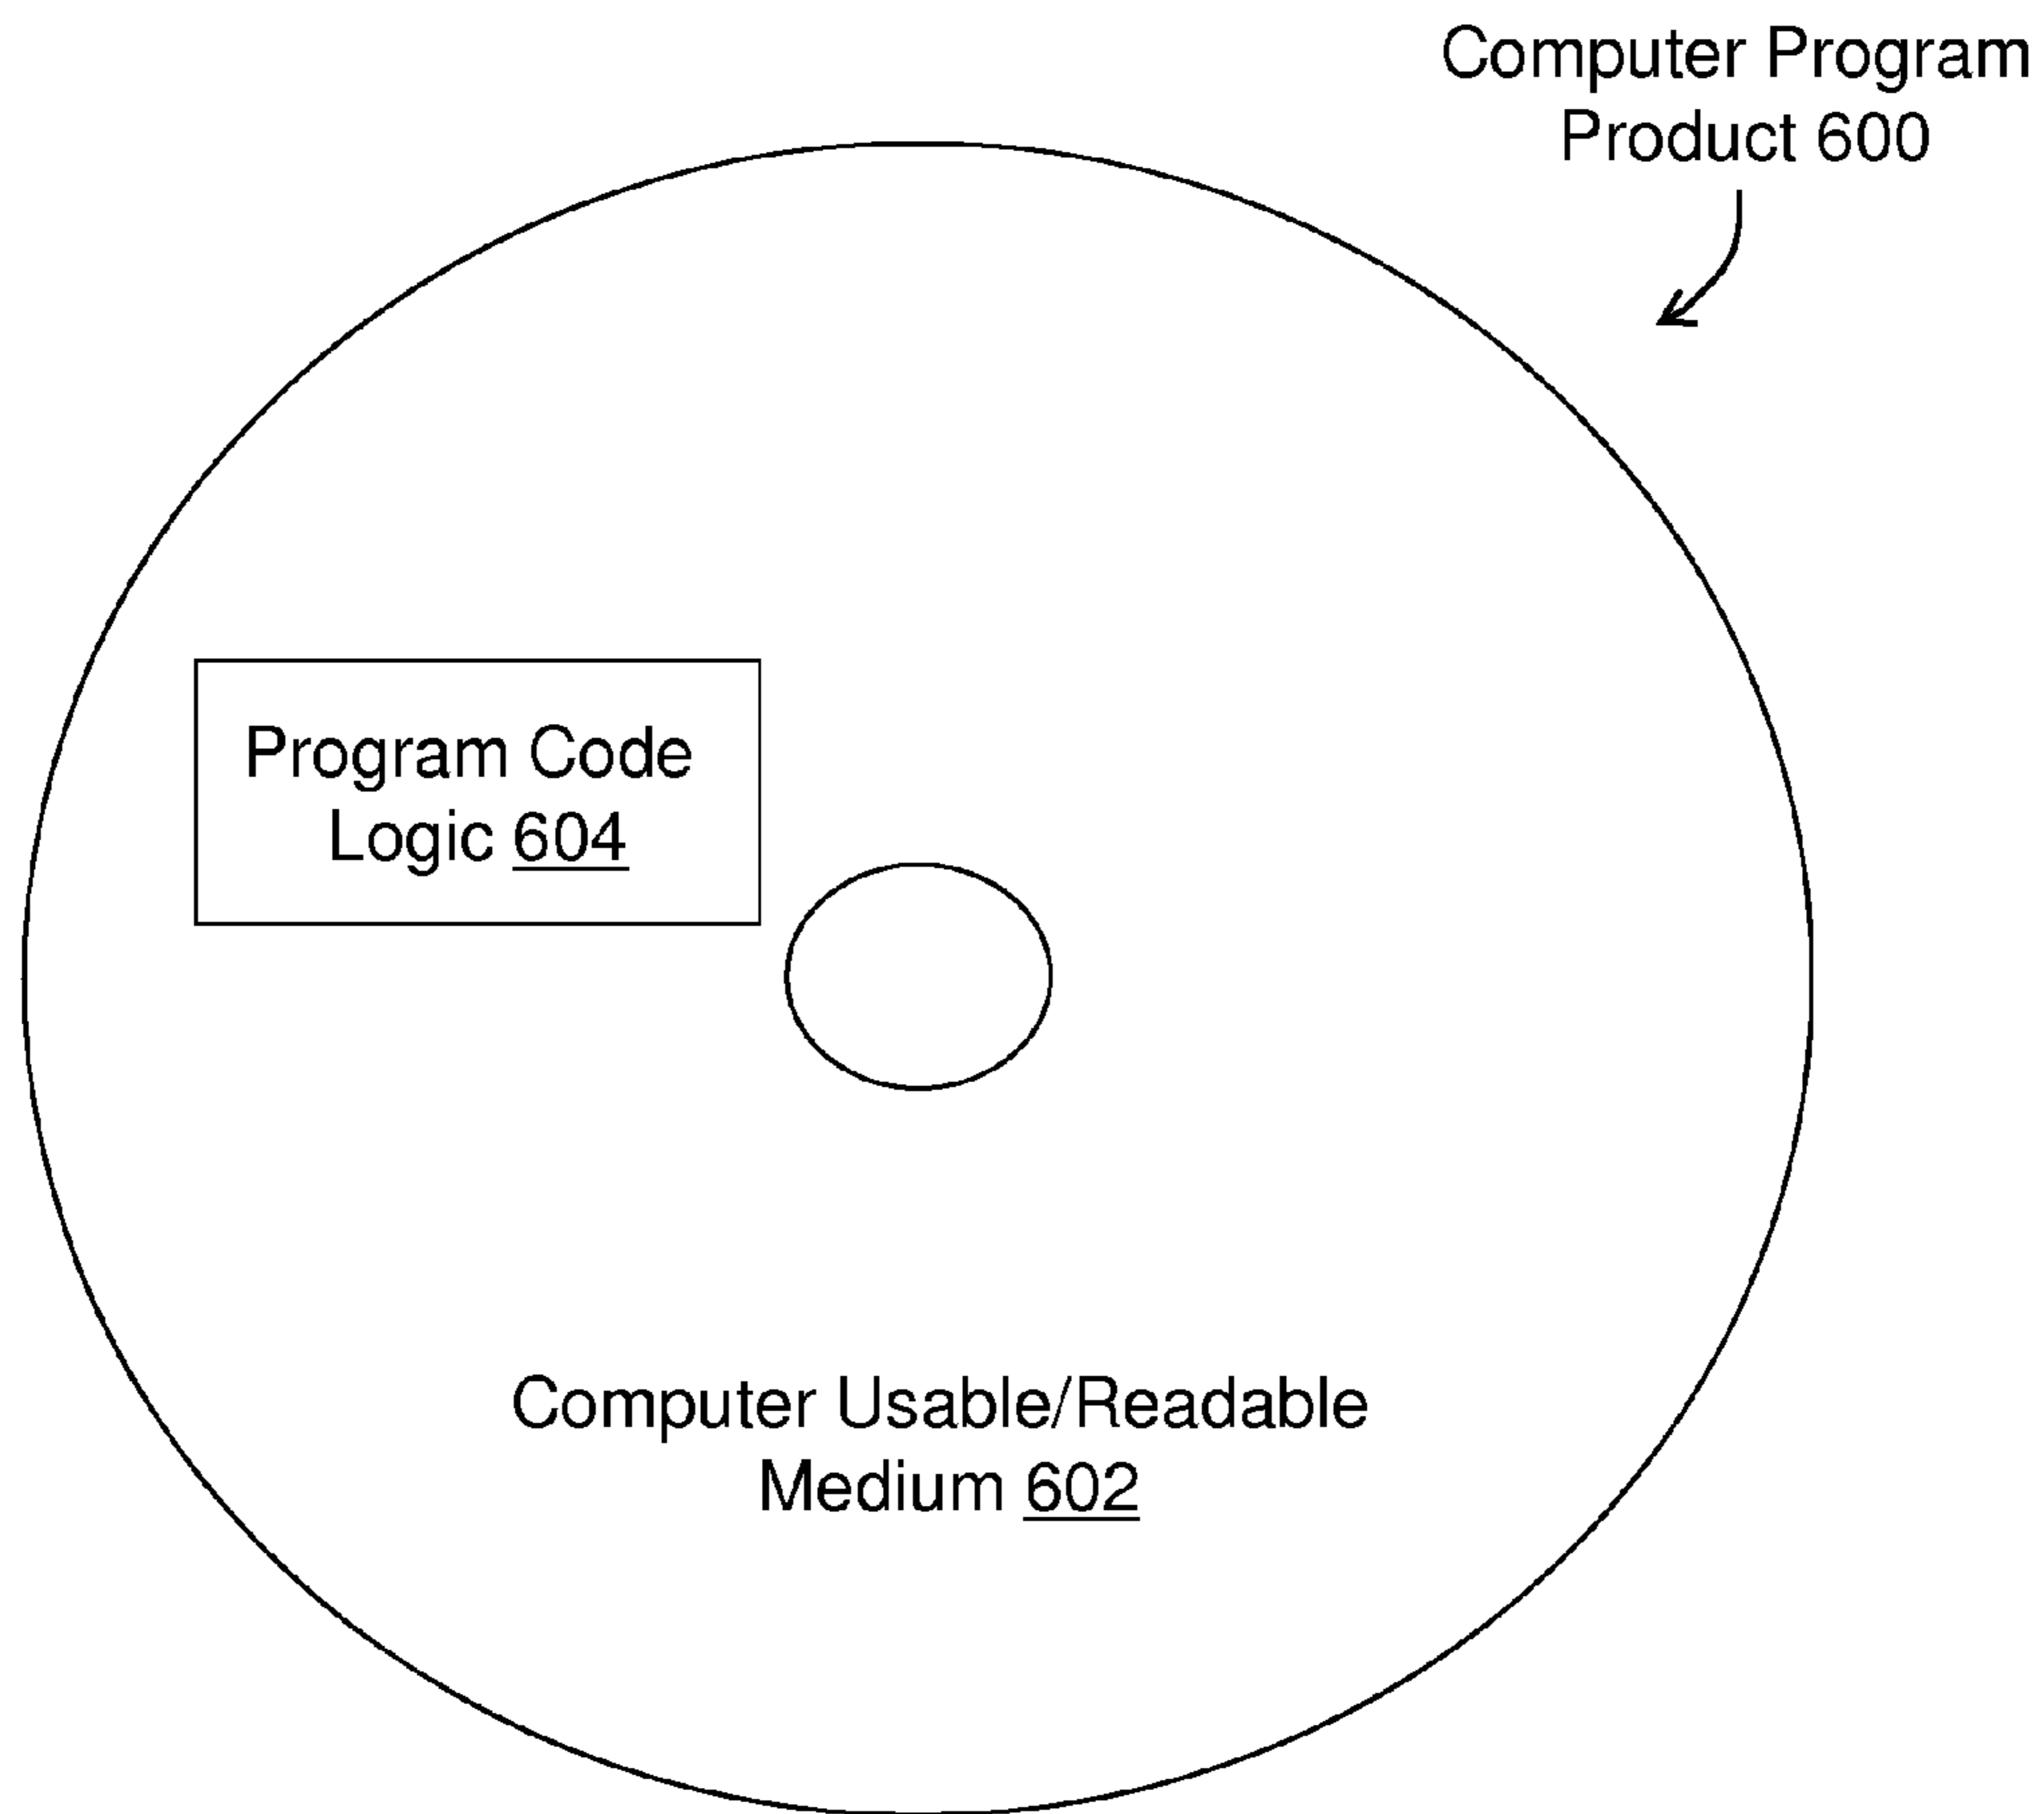 Computer Program
Product 600
Program Code
Logic 604
Computer Usable/Readable
Medium 602